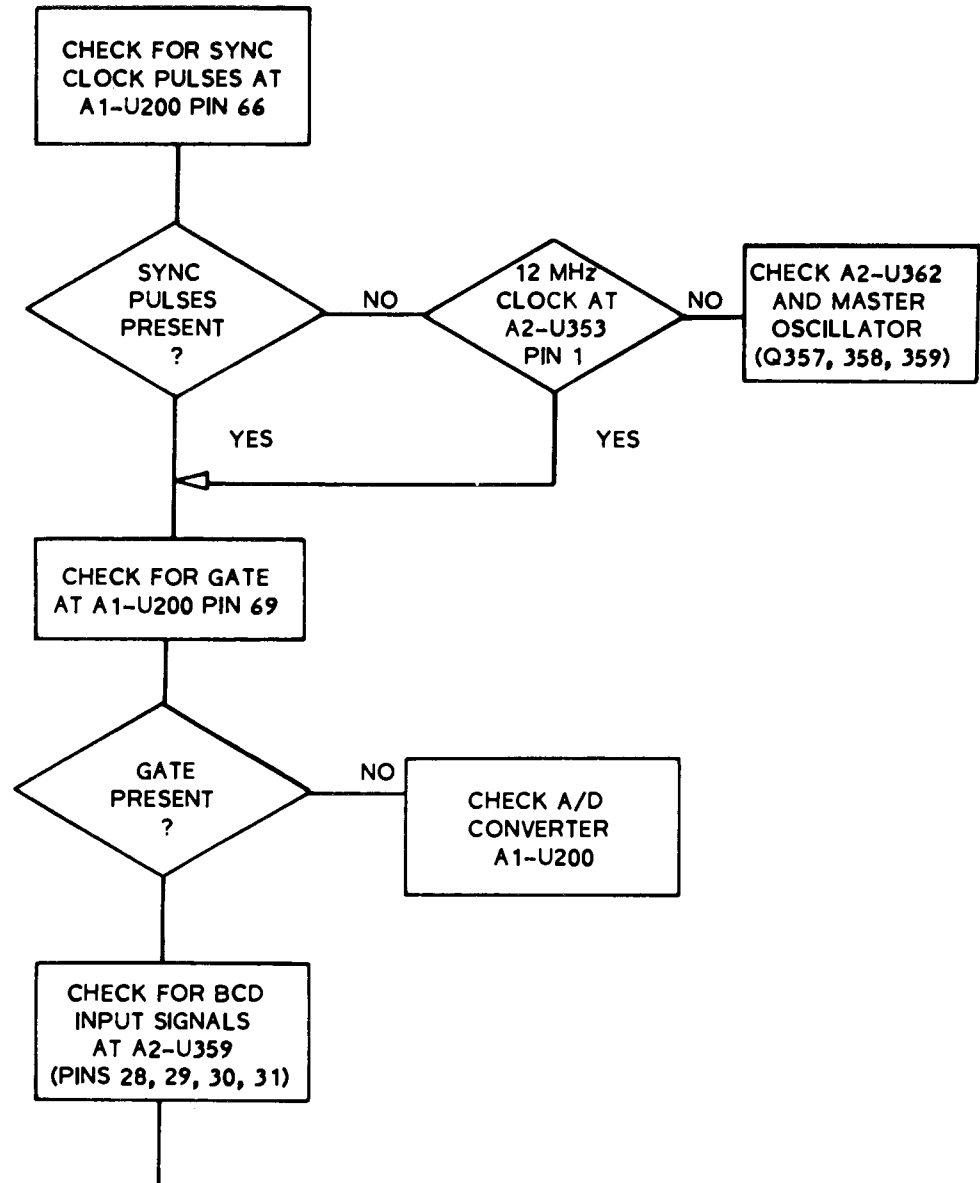 CHECK FOR SYNC
CLOCK PULSES AT
A1-U200 PIN 66
SYNC
PULSES
PRESENT
?
NO
12 MHz
CLOCK AT
A2-U353
PIN 1
NO
CHECK A2-U362
AND MASTER
OSCILLATOR
(Q357, 358, 359)
YES
YES
CHECK FOR GATE
AT A1-U200 PIN 69
GATE
PRESENT
?
NO
CHECK A/D
CONVERTER
A1-U200
CHECK FOR BCD
INPUT SIGNALS
AT A2-U359
(PINS 28, 29, 30, 31)